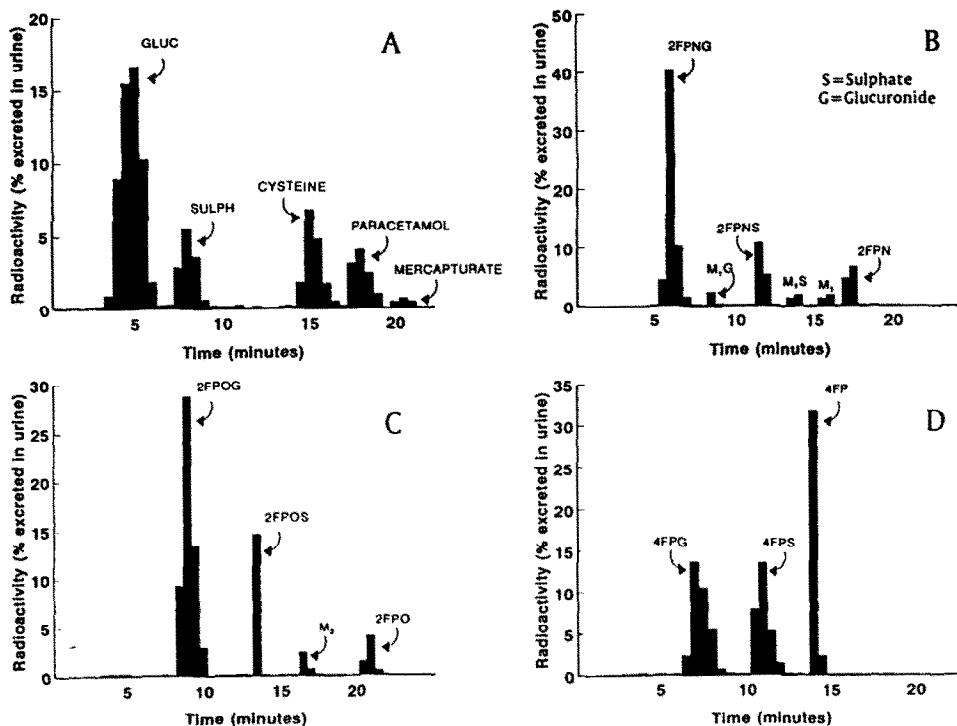 A
Radioactivity (% excreted in urine)
20
15
10
5
0
GLUC
SULPH
CYSTEINE
PARACETAMOL
MERCAPTURATE
5
10
15
20
Time (minutes)
B
S=Sulphate
G=Glucuronide
Radioactivity (% excreted in urine)
50
40
30
20
10
0
2FPNG
M₁G
2FPNS
M₁S
M₁
2FPN
5
10
15
20
Time (minutes)
C
Radioactivity (% excreted in urine)
30
25
20
15
10
5
0
2FPOG
2FPOS
M₂
2FPO
5
10
15
20
Time (minutes)
D
Radioactivity (% excreted in urine)
35
30
25
20
15
10
5
0
4FPG
4FPS
4FP
5
10
15
20
Time (minutes)